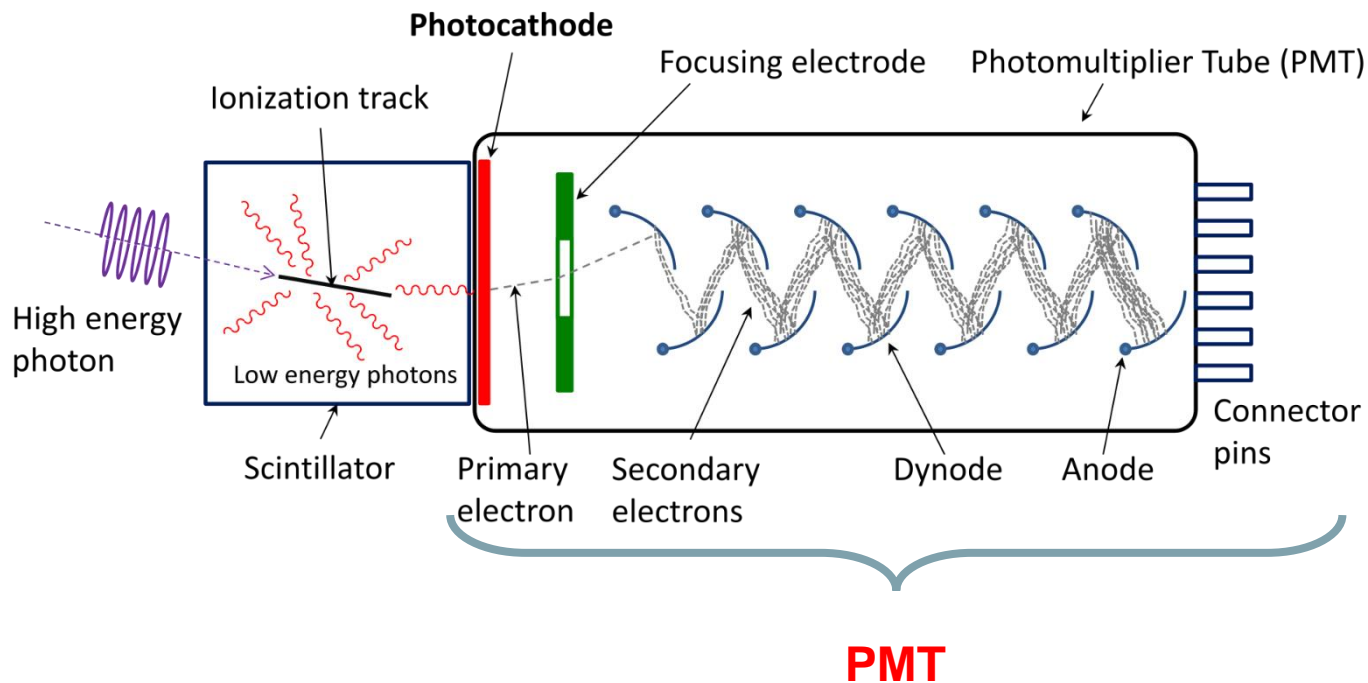 Photocathode
Focusing electrode
Photomultiplier Tube (PMT)
Ionization track
High energy
photon
Low energy photons
Scintillator
Primary
electron
Secondary
electrons
Dynode
Anode
Connector
pins
PMT